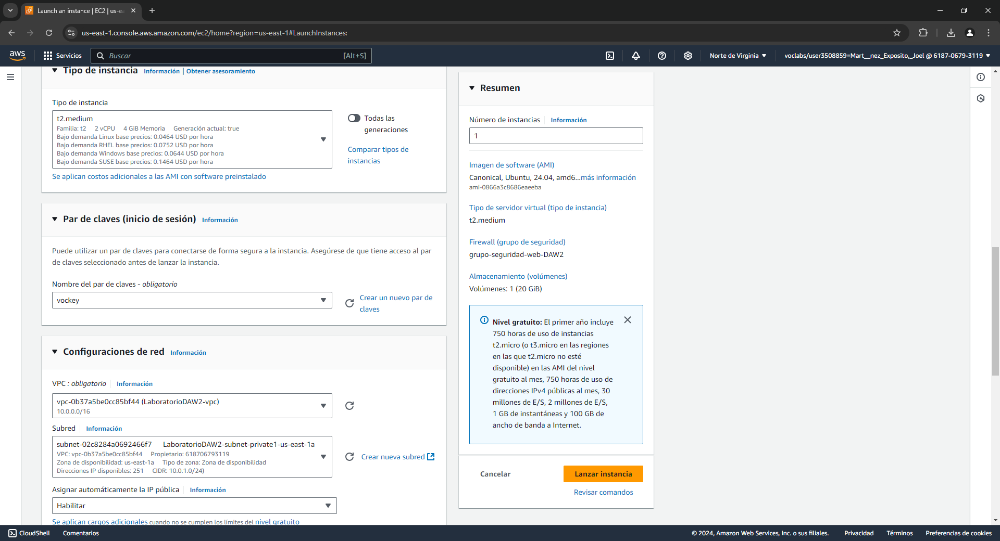 Launch an instance | EC2 | us-ea
us-east-1.console.aws.amazon.com/ec2/home?region=us-east-1#LaunchInstances:
aws
Servicios
Buscar
[Alt+S]
Norte de Virginia
voclabs/user3508859=Mart__nez_Exposito,_Joel @ 6187-0679-3119
Tipo de instancia Información | Obtener asesoramiento
Tipo de instancia
t2.medium
Familia: t2 2 vCPU 4 GiB Memoria Generación actual: true
Bajo demanda Linux base precios: 0.0464 USD por hora
Bajo demanda RHEL base precios: 0.0752 USD por hora
Bajo demanda Windows base precios: 0.0644 USD por hora
Bajo demanda SUSE base precios: 0.1464 USD por hora
Todas las
generaciones
Comparar tipos de
instancias
Se aplican costos adicionales a las AMI con software preinstalado
Par de claves (inicio de sesión) Información
Puede utilizar un par de claves para conectarse de forma segura a la instancia. Asegúrese de que tiene acceso al par
de claves seleccionado antes de lanzar la instancia.
Nombre del par de claves - obligatorio
vockey
Crear un nuevo par de
claves
Configuraciones de red Información
VPC : obligatorio Información
vpc-0b37a5be0cc85bf44 (LaboratorioDAW2-vpc)
10.0.0.0/16
Subred Información
subnet-02c8284a0692466f7 LaboratorioDAW2-subnet-private1-us-east-1a
VPC: vpc-0b37a5be0cc85bf44 Propietario: 618706793119
Zona de disponibilidad: us-east-1a Tipo de zona: Zona de disponibilidad
Direcciones IP disponibles: 251 CIDR: 10.0.1.0/24)
Crear nueva subred
Asignar automáticamente la IP pública Información
Habilitar
Se aplican cargos adicionales cuando no se cumplen los límites del nivel gratuito
Resumen
Número de instancias Información
1
Imagen de software (AMI)
Canonical, Ubuntu, 24.04, amd6...más información
ami-0866a3c8686eaeeba
Tipo de servidor virtual (tipo de instancia)
t2.medium
Firewall (grupo de seguridad)
grupo-seguridad-web-DAW2
Almacenamiento (volúmenes)
Volúmenes: 1 (20 GiB)
Nivel gratuito: El primer año incluye
750 horas de uso de instancias
t2.micro (o t3.micro en las regiones
en las que t2.micro no esté
disponible) en las AMI del nivel
gratuito al mes, 750 horas de uso de
direcciones IPv4 públicas al mes, 30
millones de E/S, 2 millones de E/S,
1 GB de instantáneas y 100 GB de
ancho de banda a Internet.
Cancelar
Lanzar instancia
Revisar comandos
CloudShell
Comentarios
© 2024, Amazon Web Services, Inc. o sus filiales.
Privacidad
Términos
Preferencias de cookies